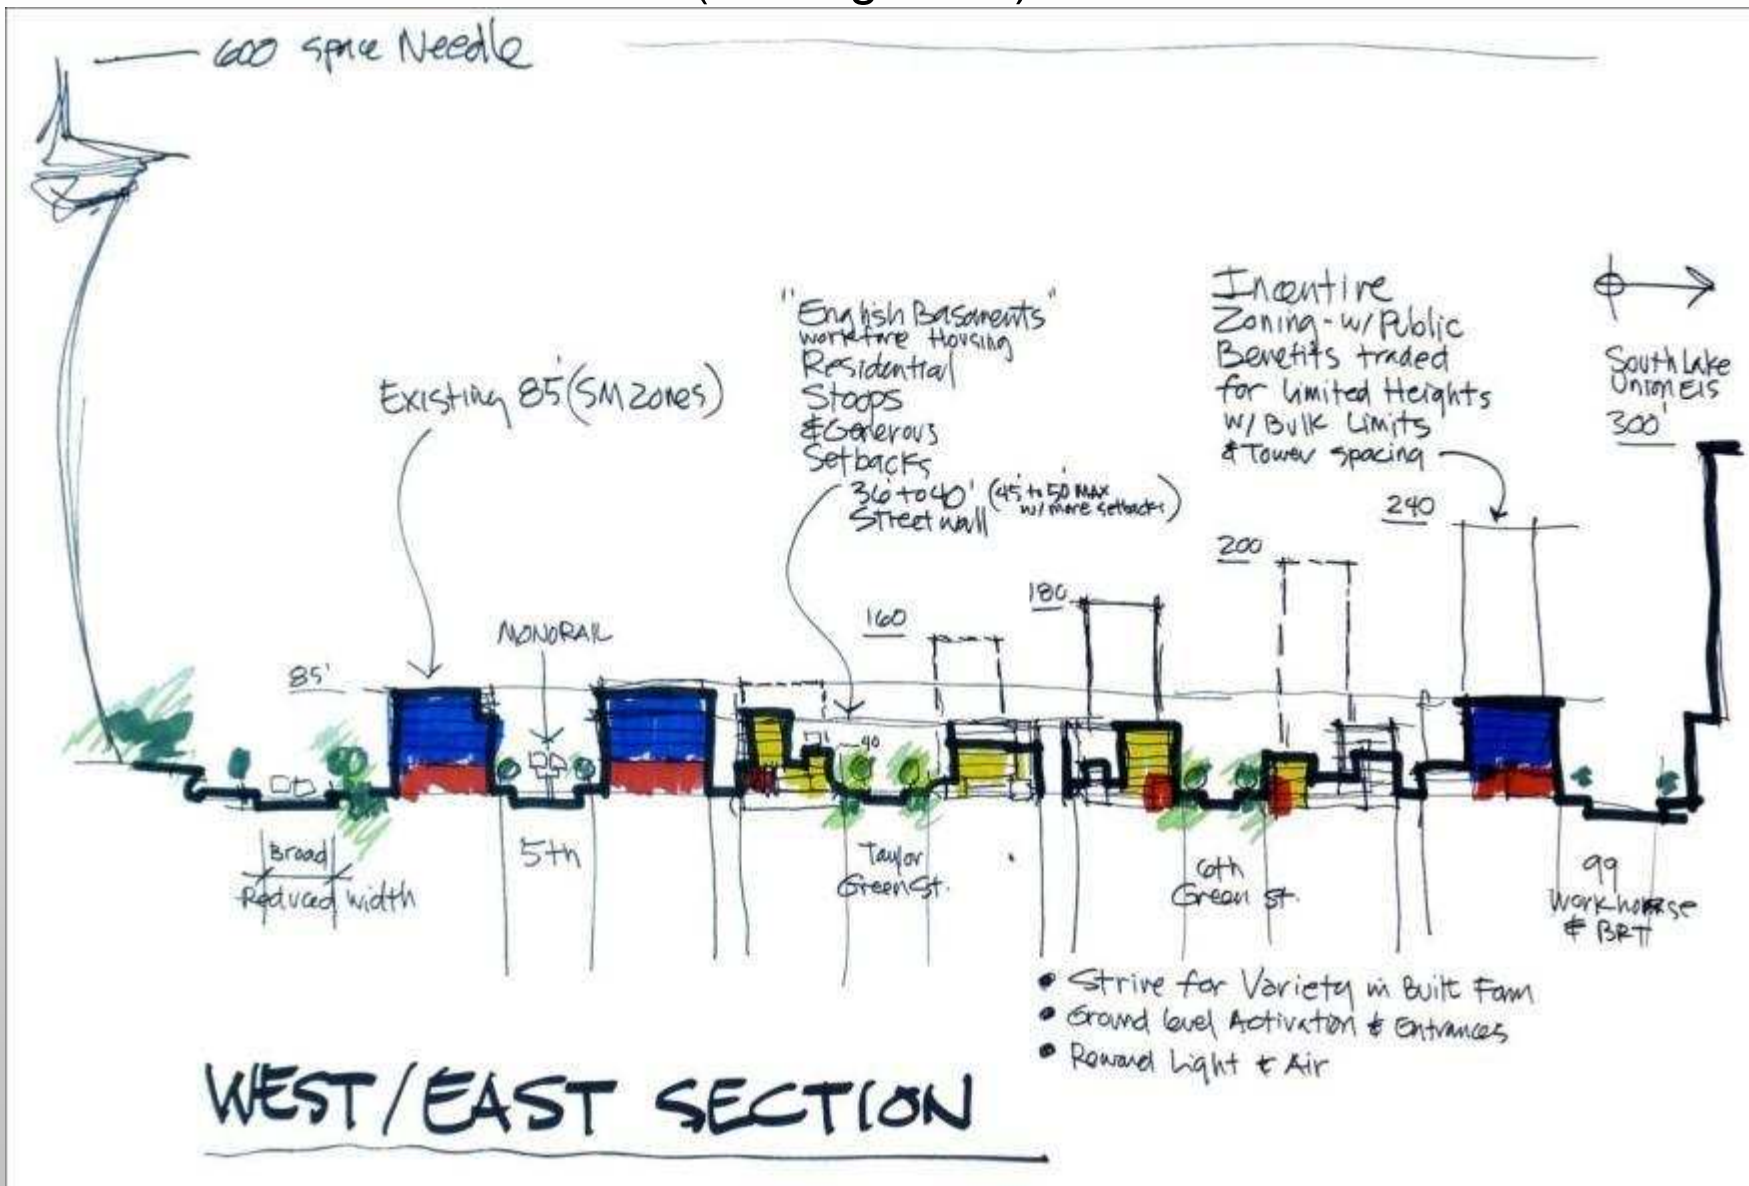 600 Space Needle
"English Basements"
workforce Housing
Residential
Stoops
& Generous
Setbacks
36' to 40' (45' to 50' MAX
Street wall w/more setbacks)
Existing 85' (SM Zones)
Incentive
Zoning - w/ Public
Benefits traded
for Limited Heights
w/ Bulk Limits
& Tower spacing
South Lake
Union EIS
300'
240
200
180
160
MONORAIL
85'
40
Broad
Reduced width
5th
Taylor
Green St.
6th
Green St.
99
Workhorse
& BRT
• Strive for Variety in Built Form
• Ground level Activation & Entrances
• Reward Light & Air
WEST/EAST SECTION